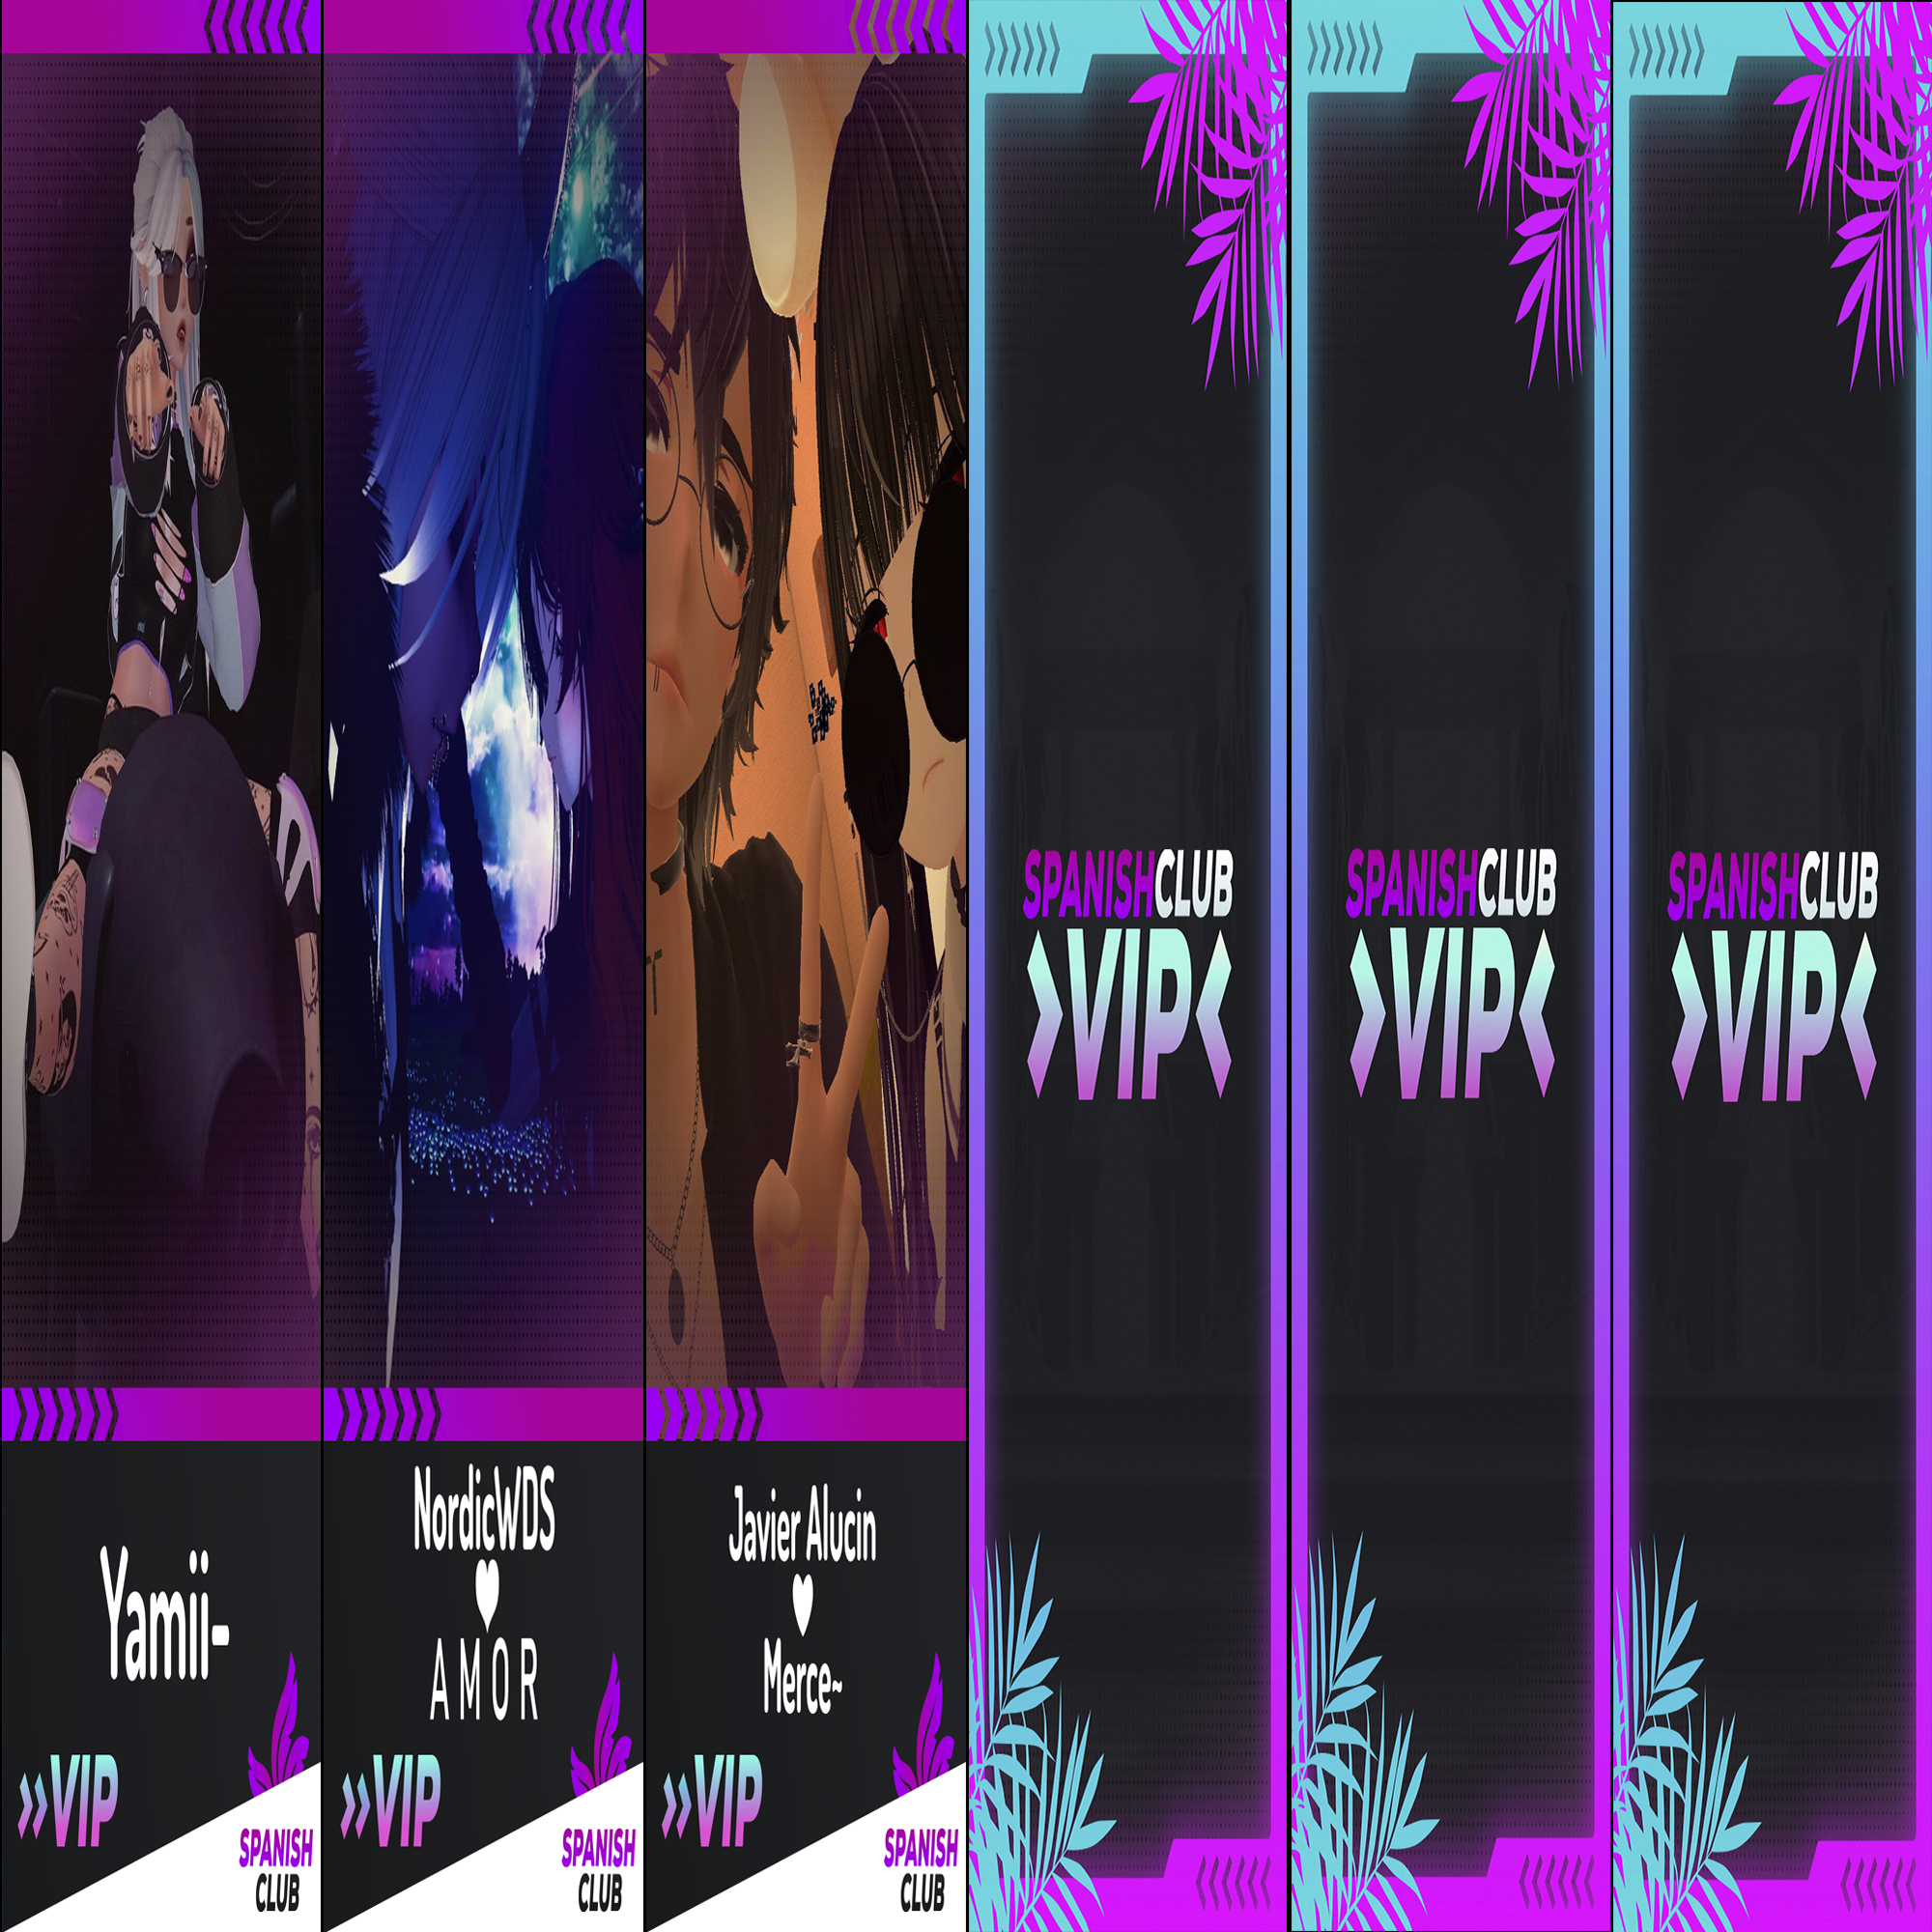 Yamii-
VIP
SPANISH
CLUB
NordicWDS
AMOR
VIP
SPANISH
CLUB
Javier Alucin
Merce~
VIP
SPANISH
CLUB
SPANISHCLUB
VIP
SPANISHCLUB
VIP
SPANISHCLUB
VIP